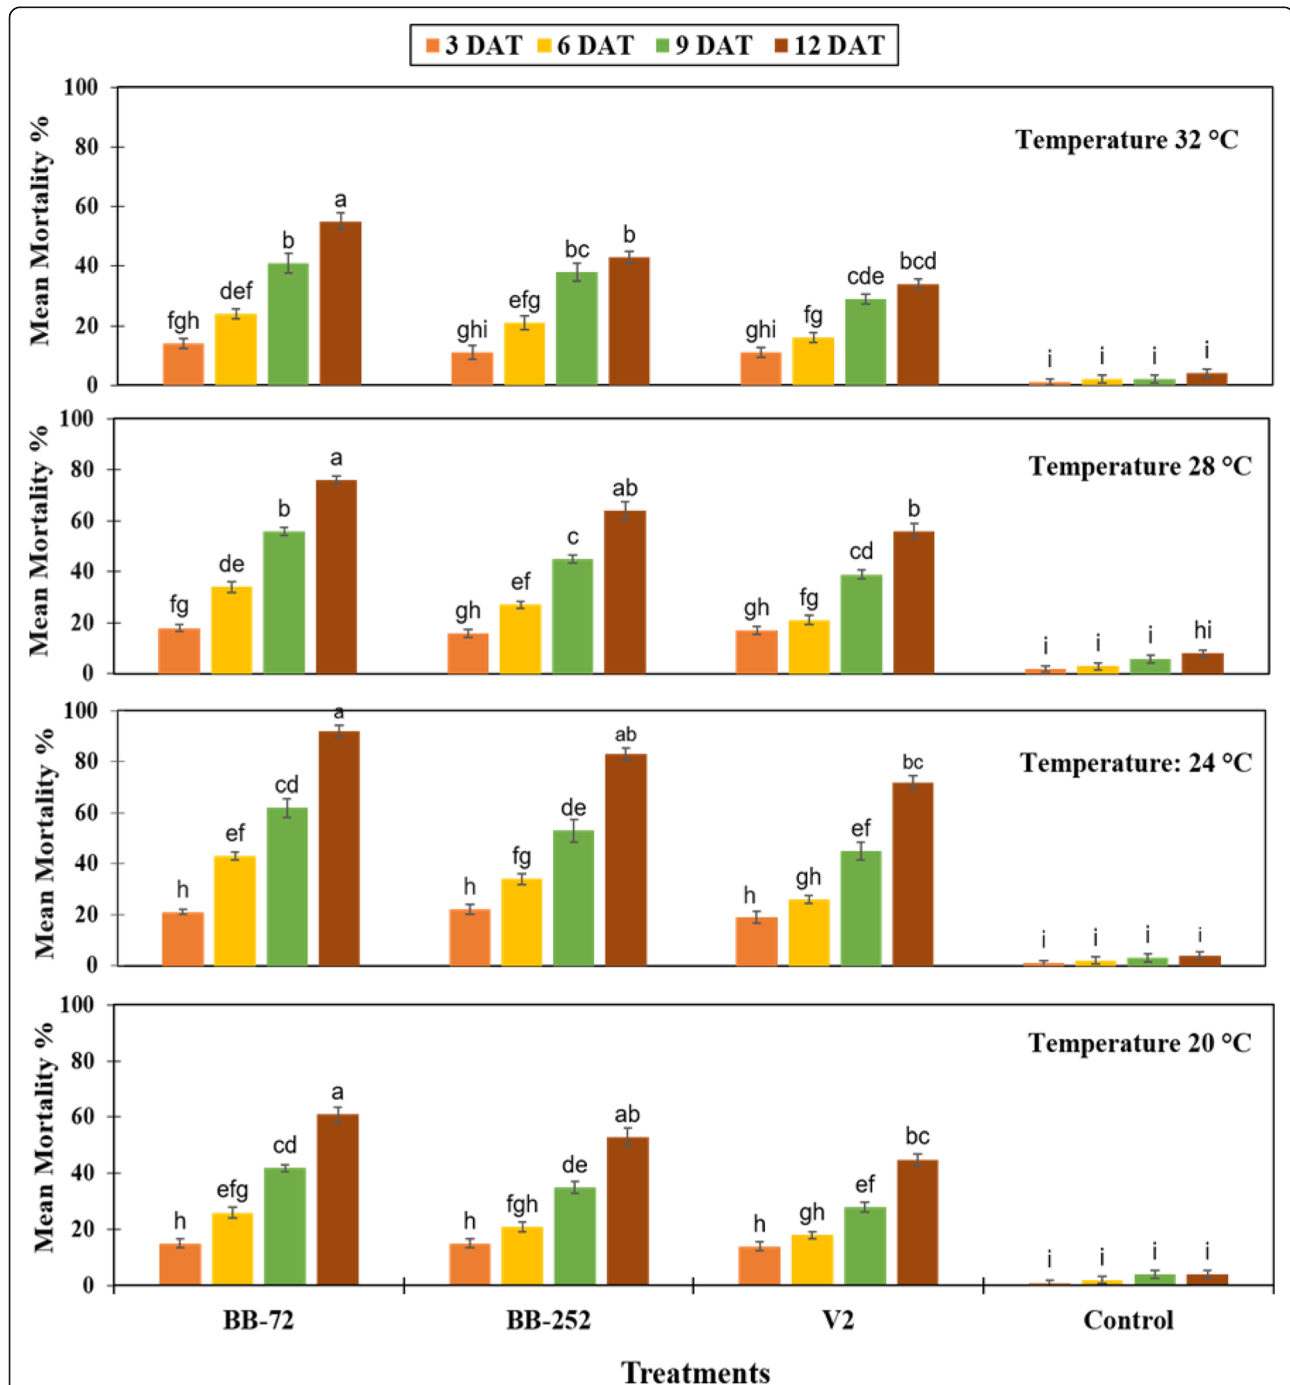 3 DAT 6 DAT 9 DAT 12 DAT
Mean Mortality %
100
80
60
40
20
0
Temperature 32 °C
fgh def b a ghi efg bc b ghi fg cde bcd i i i i
Mean Mortality %
100
80
60
40
20
0
Temperature 28 °C
fg de b a gh ef c ab gh fg cd b i i i hi
Mean Mortality %
100
80
60
40
20
0
Temperature: 24 °C
h ef cd a h fg de ab h gh ef bc i i i i
Mean Mortality %
100
80
60
40
20
0
Temperature 20 °C
h efg cd a h fgh de ab h gh ef bc i i i i
BB-72 BB-252 V2 Control
Treatments